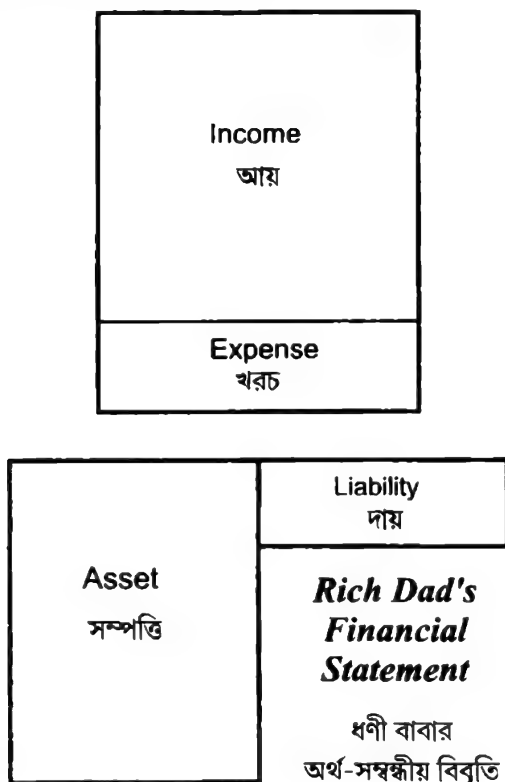 Income
আয়
Expense
খরচ
Liability
দায়
Asset
সম্পত্তি
Rich Dad's
Financial
Statement
ধণী বাবার
অর্থ-সম্বন্ধীয় বিবৃতি